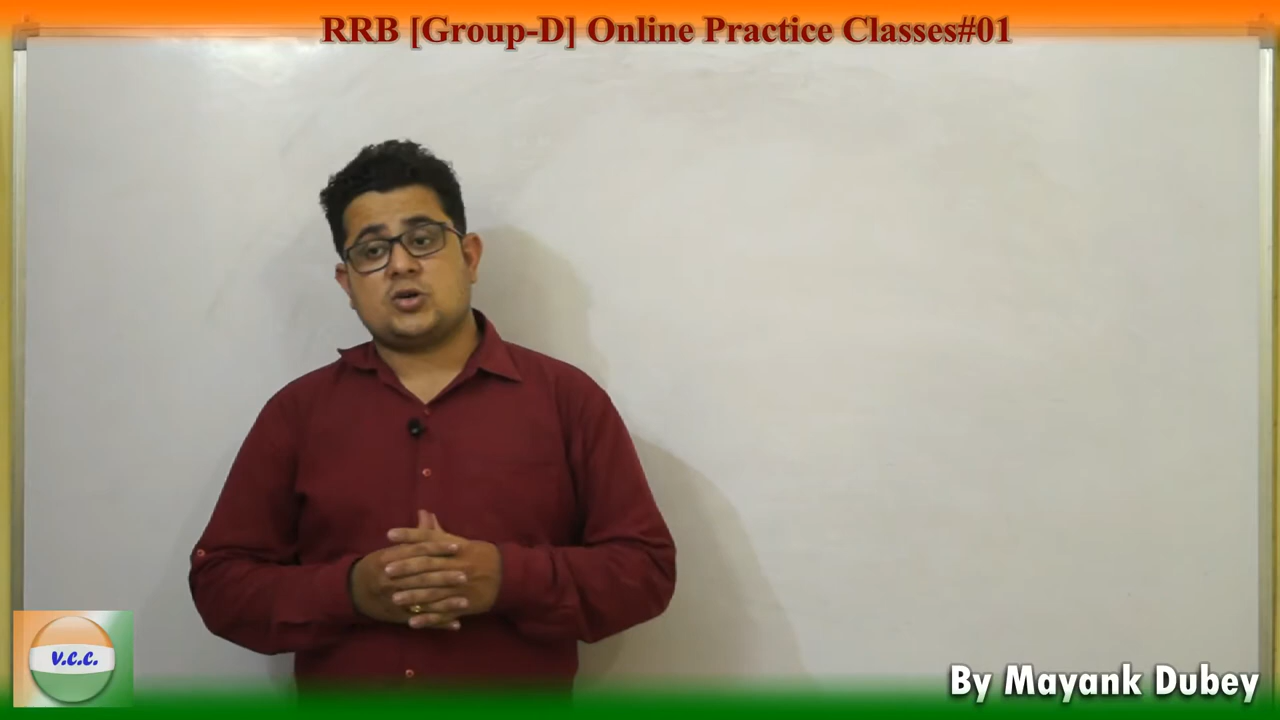 RRB [Group-D] Online Practice Classes#01
V.C.C.
By Mayank Dubey